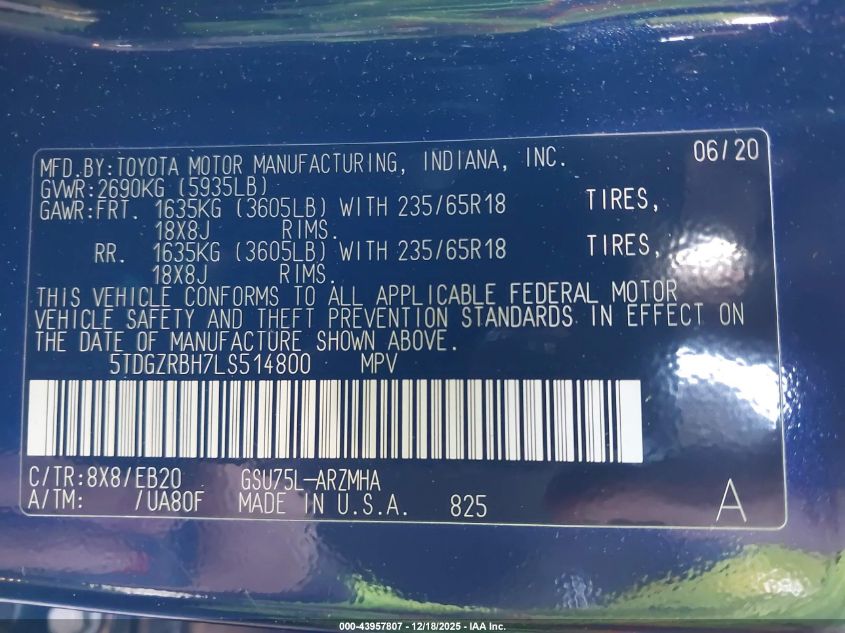 06/20
MFD.BY:TOYOTA MOTOR MANUFACTURING, INDIANA, INC.
GVWR:2690KG (5935LB)
GAWR:FRT. 1635KG (3605LB) WITH 235/65R18 TIRES,
18X8J RIMS.
RR. 1635KG (3605LB) WITH 235/65R18 TIRES,
18X8J RIMS.
THIS VEHICLE CONFORMS TO ALL APPLICABLE FEDERAL MOTOR
VEHICLE SAFETY AND THEFT PREVENTION STANDARDS IN EFFECT ON
THE DATE OF MANUFACTURE SHOWN ABOVE.
5TDGZRBH7LS514800 MPV
C/TR:8X8/EB20 GSU75L-ARZMHA
A/TM: /UA80F MADE IN U.S.A. 825 A
000-43957807 - 12/18/2025 - IAA Inc.